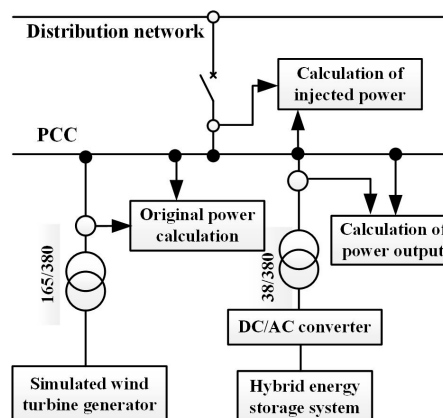 Distribution network
Calculation of
injected power
PCC
Original power
calculation
Calculation of
power output
165/380
38/380
DC/AC converter
Simulated wind
turbine generator
Hybrid energy
storage system